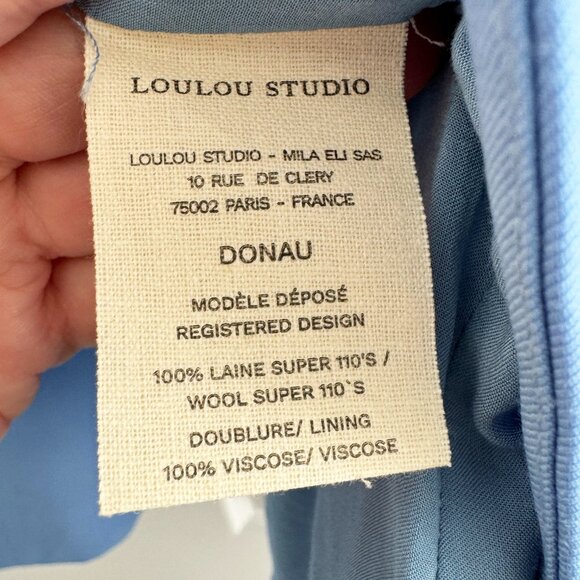 LOULOU STUDIO
LOULOU STUDIO - MILA ELI SAS
10 RUE DE CLERY
75002 PARIS - FRANCE
DONAU
MODÈLE DÉPOSÉ
REGISTERED DESIGN
100% LAINE SUPER 110'S /
WOOL SUPER 110`S
DOUBLURE/ LINING
100% VISCOSE/ VISCOSE